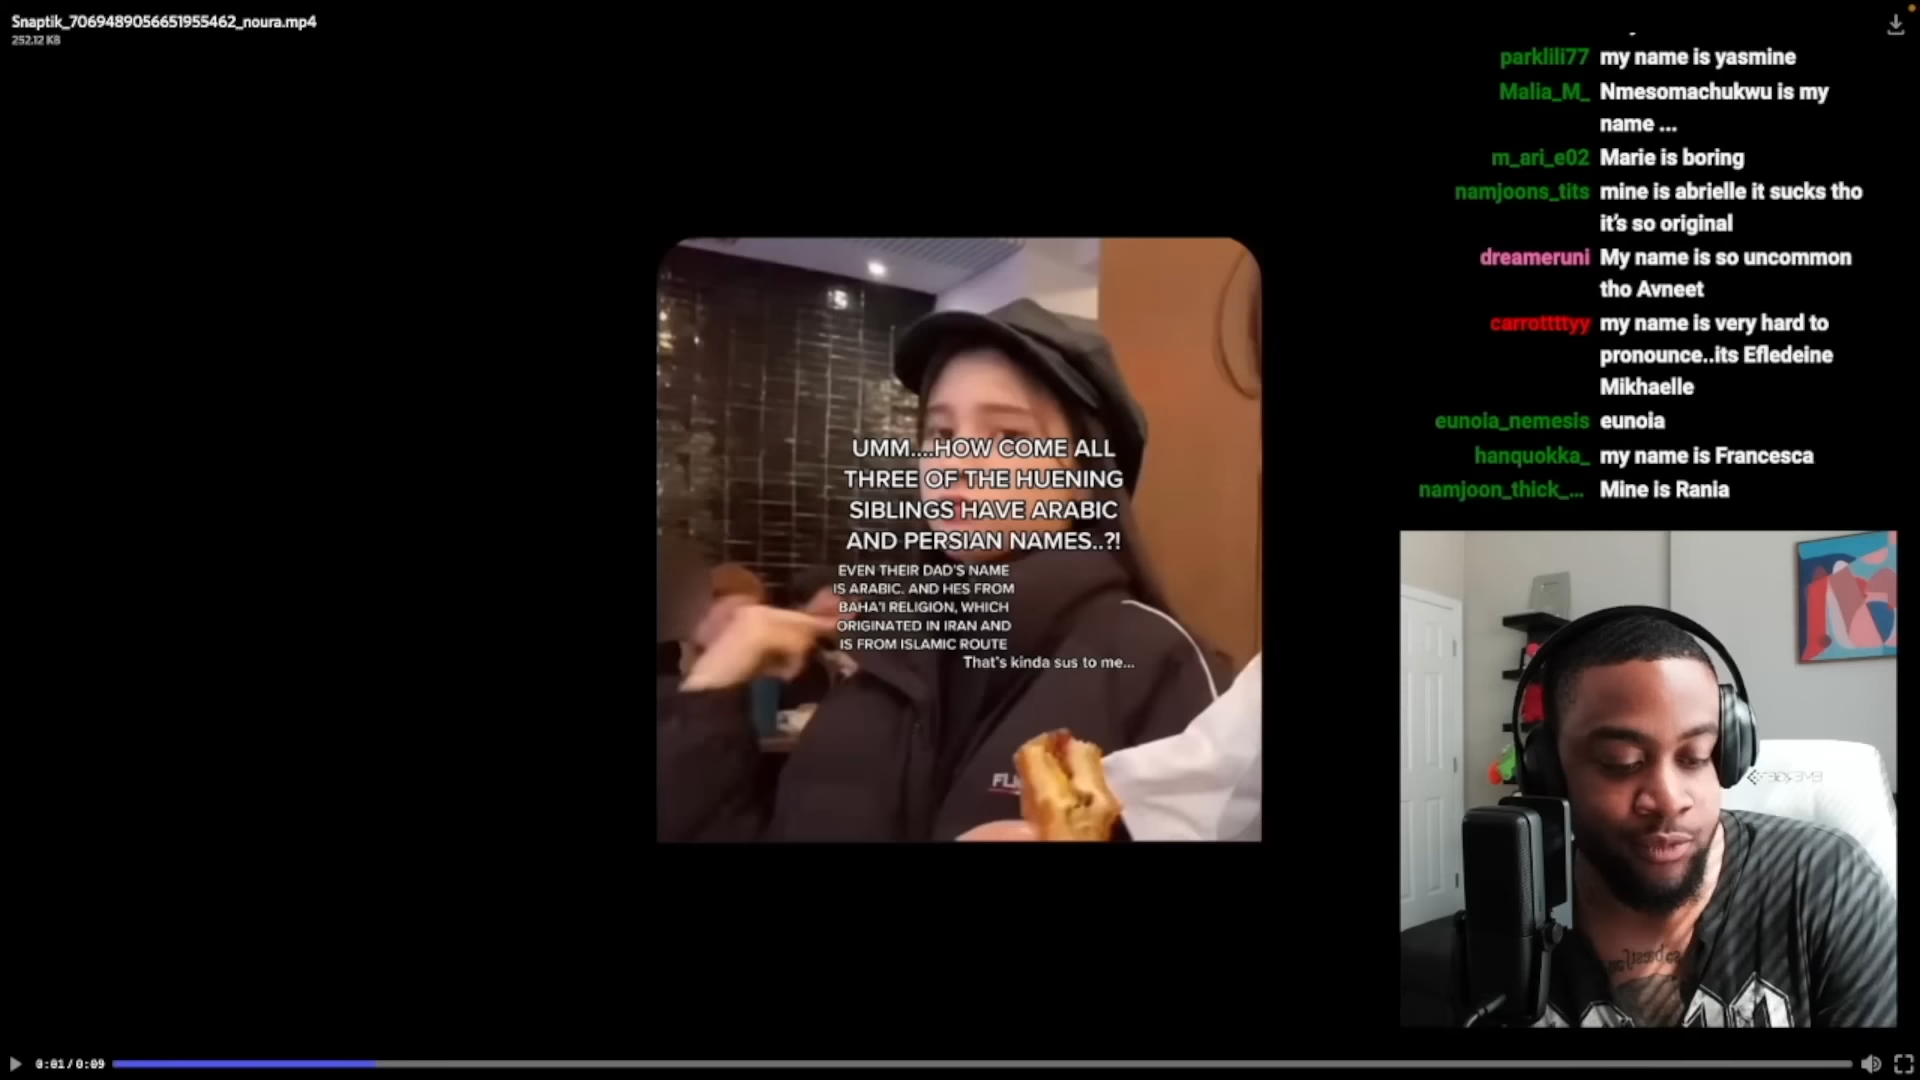 Snaptik_7069489056651955462_noura.mp4
252.12 KB
parklili77 my name is yasmine
Malia_M_ Nmesomachukwu is my
name ...
m_ari_e02 Marie is boring
namjoons_tits mine is abrielle it sucks tho
it's so original
dreameruni My name is so uncommon
tho Avneet
carrottttyy my name is very hard to
pronounce..its Efledeine
Mikhaelle
eunoia_nemesis eunoia
hanquokka_ my name is Francesca
namjoon_thick_... Mine is Rania
UMM....HOW COME ALL
THREE OF THE HUENING
SIBLINGS HAVE ARABIC
AND PERSIAN NAMES..?!
EVEN THEIR DAD'S NAME
IS ARABIC. AND HES FROM
BAHA'I RELIGION, WHICH
ORIGINATED IN IRAN AND
IS FROM ISLAMIC ROUTE
That's kinda sus to me...
0:01/0:09